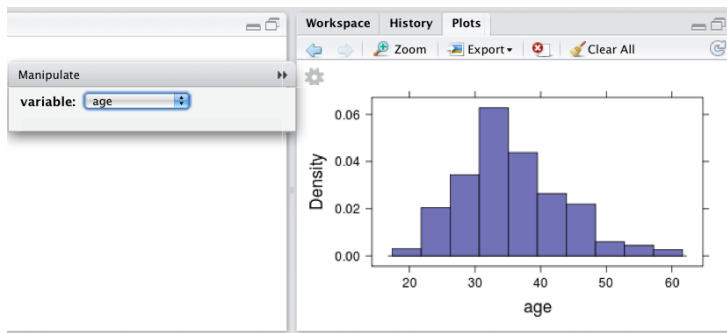 Workspace History Plots
Zoom Export Clear All
Manipulate
variable: age
0.06
0.04
0.02
0.00
Density
20 30 40 50 60
age